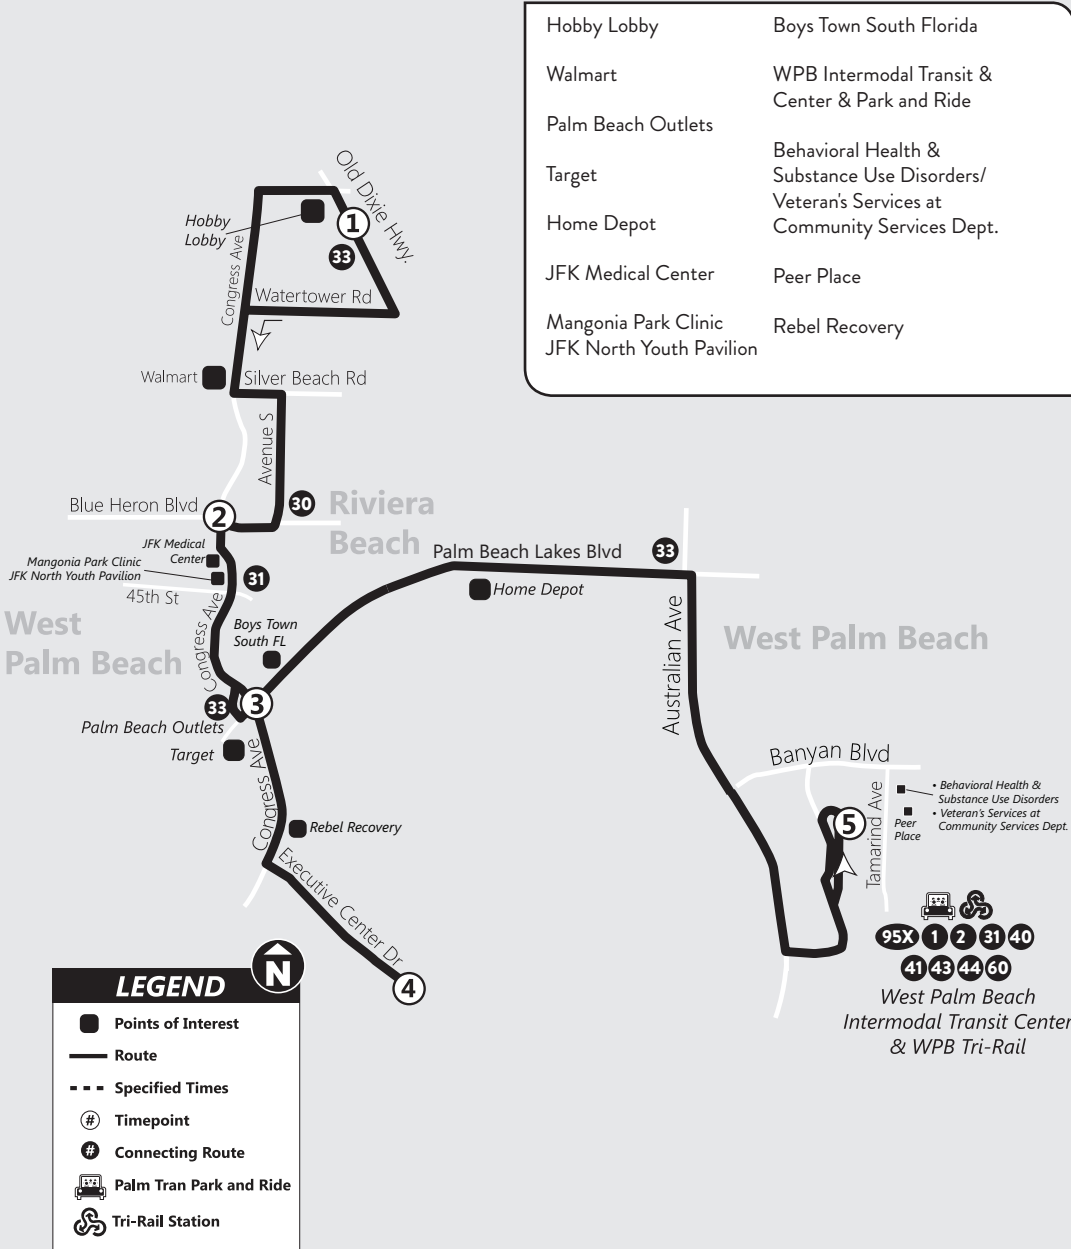 Hobby Lobby
Walmart
Palm Beach Outlets
Target
Home Depot
JFK Medical Center
Mangonia Park Clinic
JFK North Youth Pavilion
Boys Town South Florida
WPB Intermodal Transit &
Center & Park and Ride
Behavioral Health &
Substance Use Disorders/
Veteran's Services at
Community Services Dept.
Peer Place
Rebel Recovery
Old Dixie Hwy.
Hobby
Lobby
1
33
Congress Ave
Watertower Rd
Walmart
Silver Beach Rd
Avenue S
Blue Heron Blvd
2
30
Riviera
Beach
JFK Medical
Center
Mangonia Park Clinic
JFK North Youth Pavilion
31
45th St
Palm Beach Lakes Blvd
33
Home Depot
West
Palm Beach
Congress Ave
Boys Town
South FL
Australian Ave
West Palm Beach
33
3
Palm Beach Outlets
Target
Congress Ave
Banyan Blvd
Rebel Recovery
5
Tamarind Ave
• Behavioral Health &
Substance Use Disorders
• Veteran's Services at
Community Services Dept.
Peer
Place
Executive Center Dr
4
95X 1 2 31 40
41 43 44 60
West Palm Beach
Intermodal Transit Center
& WPB Tri-Rail
N
LEGEND
Points of Interest
Route
Specified Times
# Timepoint
# Connecting Route
Palm Tran Park and Ride
Tri-Rail Station